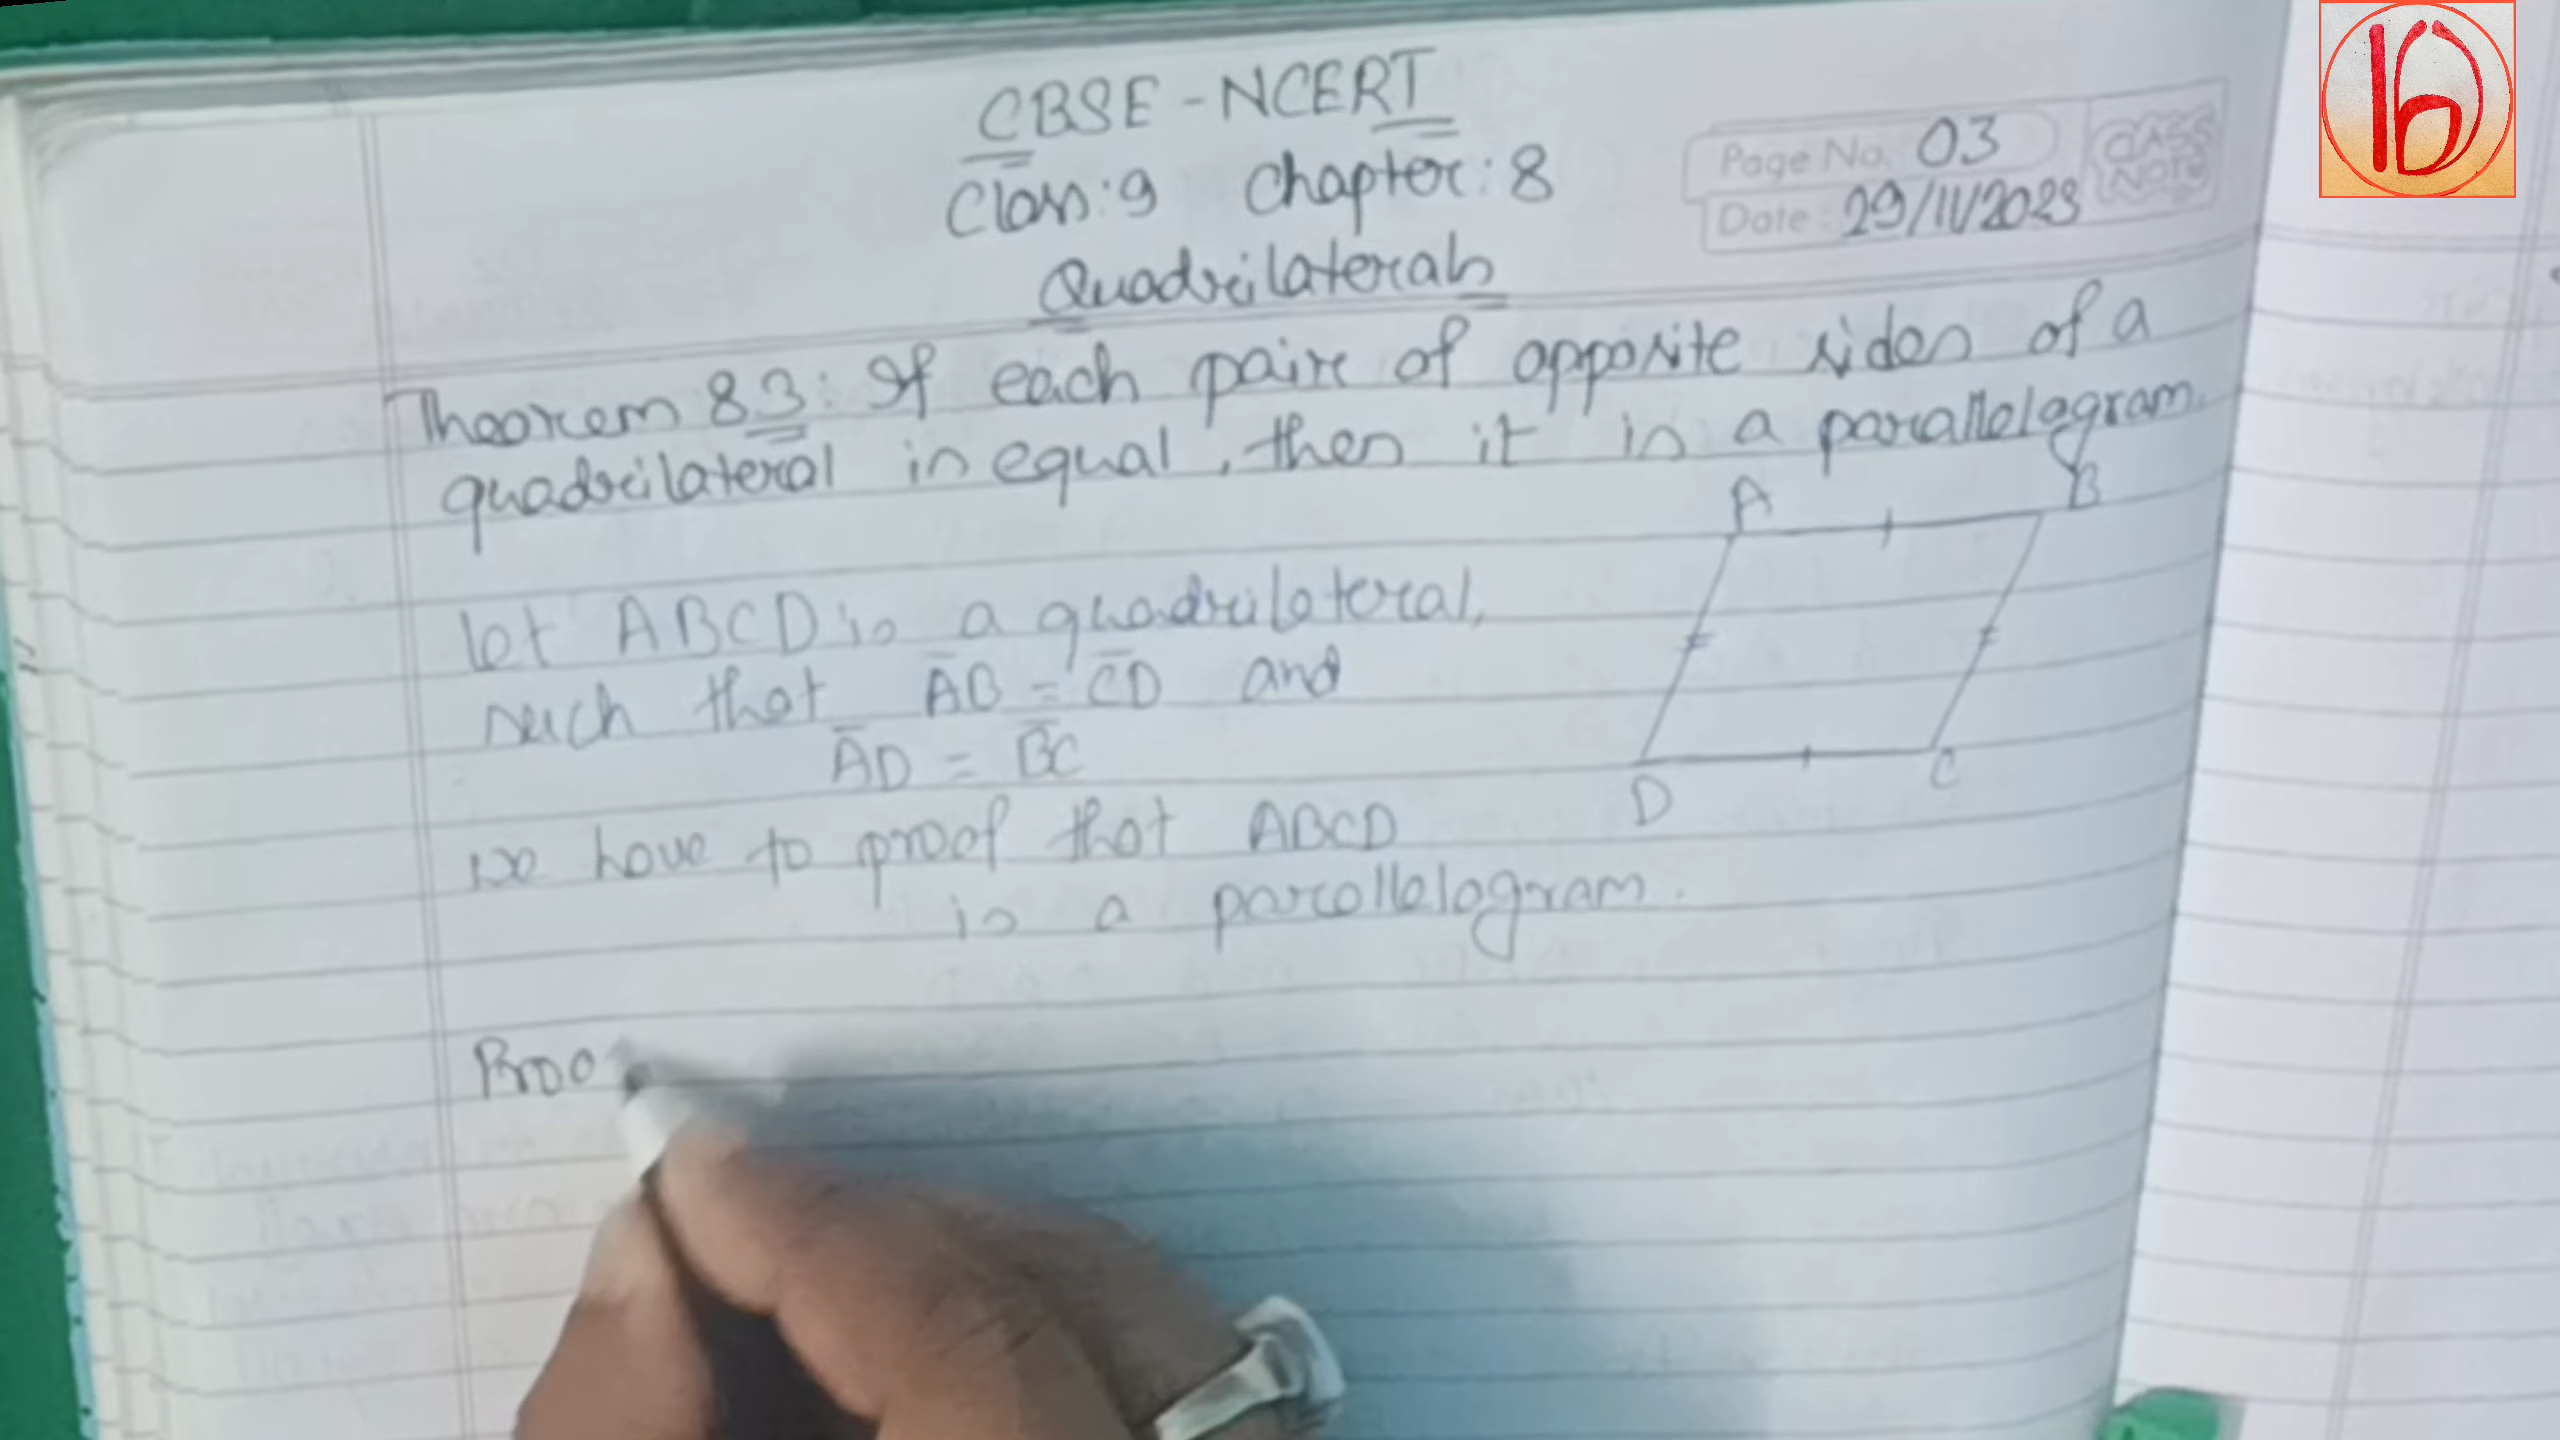 CBSE - NCERT
Class: 9 Chapter: 8
Quadrilaterals
Page No. 03
Date: 29/11/2023
CLASS NOTE
Theorem 8.3: If each pair of opposite sides of a
quadrilateral is equal, then it is a parallelogram.
A B
let ABCD is a quadrilateral,
such that AB = CD and
AD = BC
D C
we have to proof that ABCD
is a parallelogram.
Proo